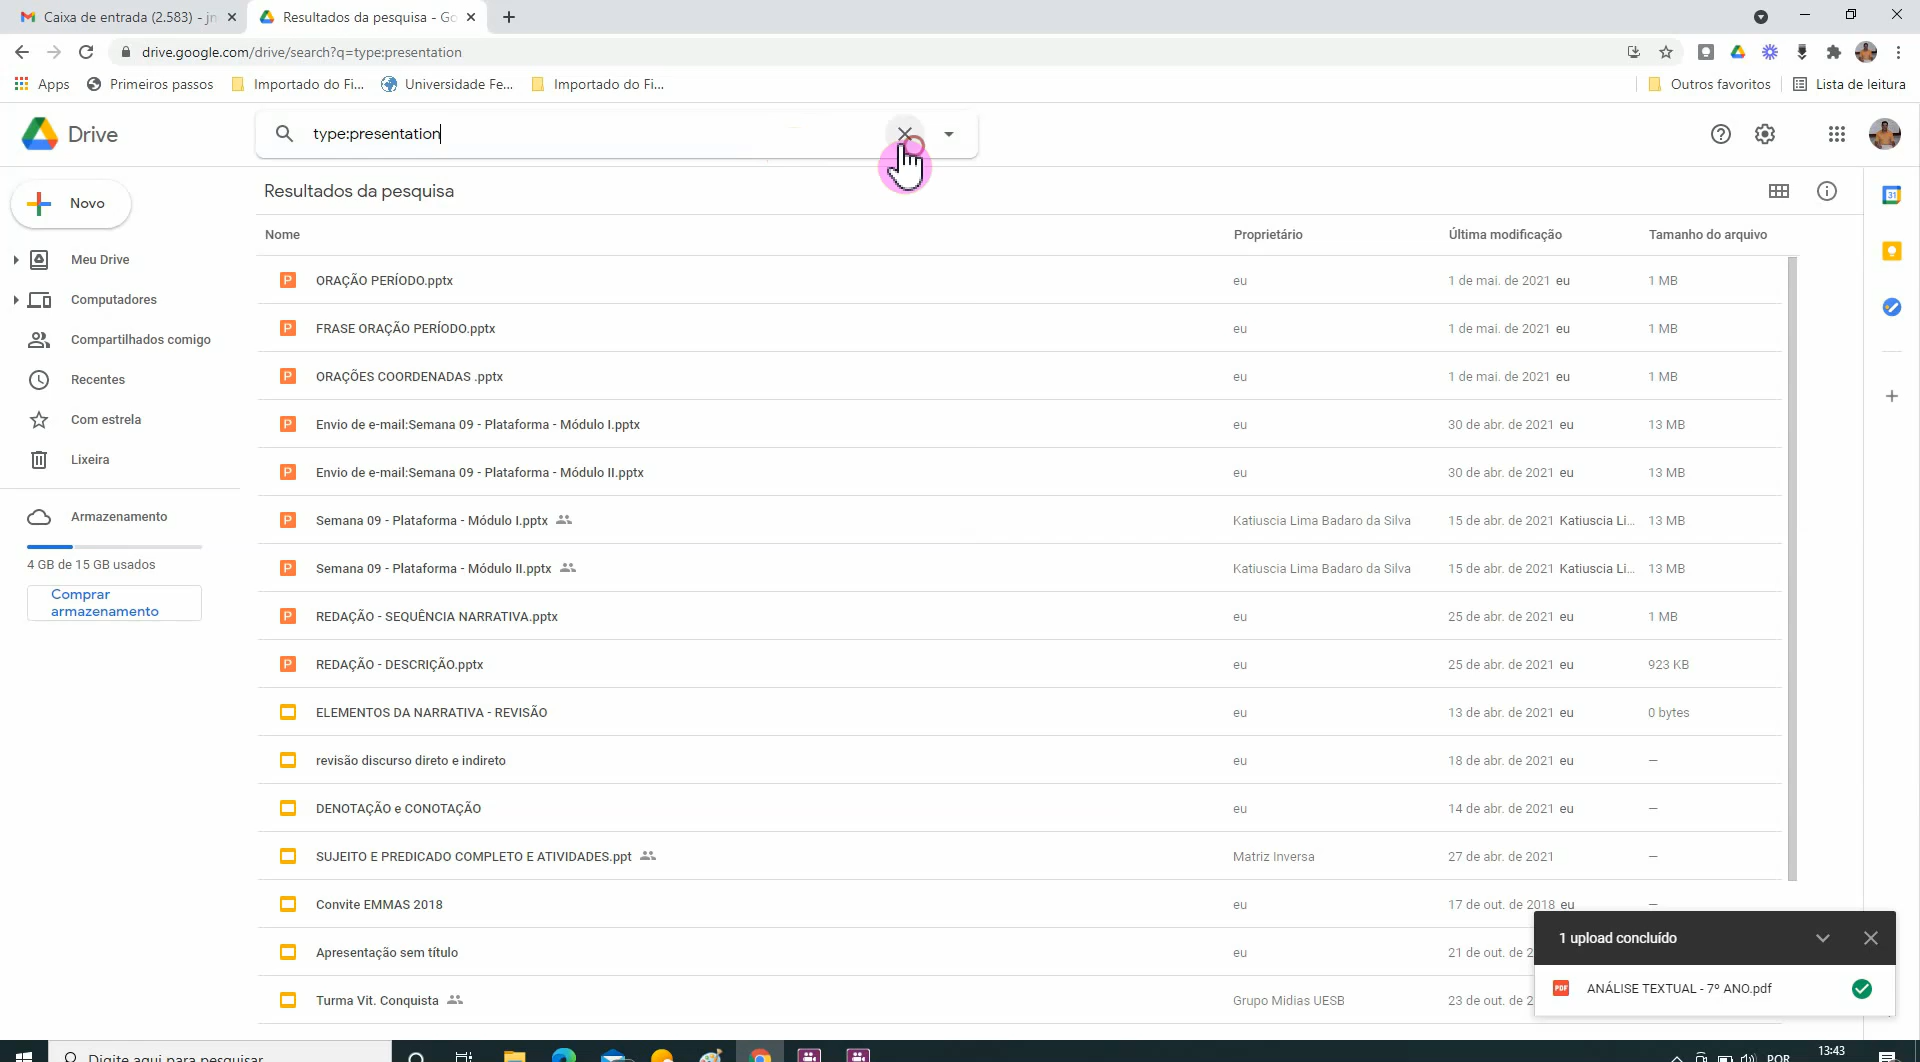 Caixa de entrada (2.583) - jn
Resultados da pesquisa - Go
drive.google.com/drive/search?q=type:presentation
Apps
Primeiros passos
Importado do Fi...
Universidade Fe...
Importado do Fi...
Outros favoritos
Lista de leitura
Drive
type:presentation
Novo
Resultados da pesquisa
Nome
Proprietário
Última modificação
Tamanho do arquivo
Meu Drive
Computadores
Compartilhados comigo
Recentes
Com estrela
Lixeira
Armazenamento
4 GB de 15 GB usados
Comprar
armazenamento
ORAÇÃO PERÍODO.pptx eu 1 de mai. de 2021 eu 1 MB
FRASE ORAÇÃO PERÍODO.pptx eu 1 de mai. de 2021 eu 1 MB
ORAÇÕES COORDENADAS .pptx eu 1 de mai. de 2021 eu 1 MB
Envio de e-mail:Semana 09 - Plataforma - Módulo I.pptx eu 30 de abr. de 2021 eu 13 MB
Envio de e-mail:Semana 09 - Plataforma - Módulo II.pptx eu 30 de abr. de 2021 eu 13 MB
Semana 09 - Plataforma - Módulo I.pptx Katiuscia Lima Badaro da Silva 15 de abr. de 2021 Katiuscia Li... 13 MB
Semana 09 - Plataforma - Módulo II.pptx Katiuscia Lima Badaro da Silva 15 de abr. de 2021 Katiuscia Li... 13 MB
REDAÇÃO - SEQUÊNCIA NARRATIVA.pptx eu 25 de abr. de 2021 eu 1 MB
REDAÇÃO - DESCRIÇÃO.pptx eu 25 de abr. de 2021 eu 923 KB
ELEMENTOS DA NARRATIVA - REVISÃO eu 13 de abr. de 2021 eu 0 bytes
revisão discurso direto e indireto eu 18 de abr. de 2021 eu —
DENOTAÇÃO e CONOTAÇÃO eu 14 de abr. de 2021 eu —
SUJEITO E PREDICADO COMPLETO E ATIVIDADES.ppt Matriz Inversa 27 de abr. de 2021 —
Convite EMMAS 2018 eu 17 de out. de 2018 eu —
Apresentação sem título eu 21 de out. de 2
Turma Vit. Conquista Grupo Midias UESB 23 de out. de 2
1 upload concluído
PDF ANÁLISE TEXTUAL - 7º ANO.pdf
Digite aqui para pesquisar
POR
13:43